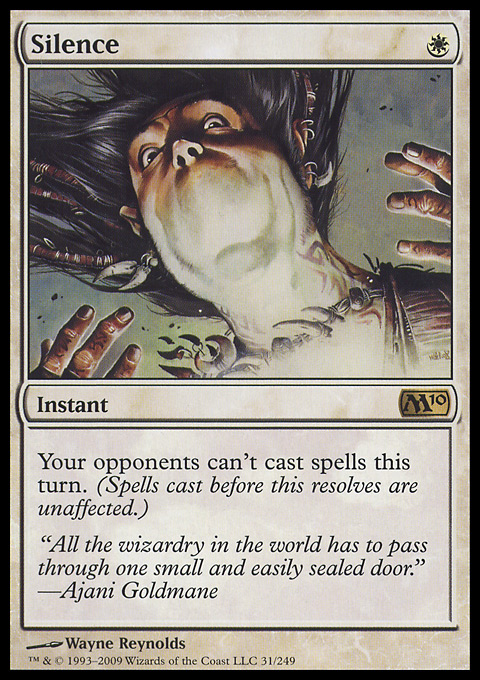 Silence
Instant
M10
Your opponents can't cast spells this
turn. (Spells cast before this resolves are
unaffected.)
“All the wizardry in the world has to pass
through one small and easily sealed door.”
—Ajani Goldmane
Wayne Reynolds
™ & © 1993–2009 Wizards of the Coast LLC 31/249